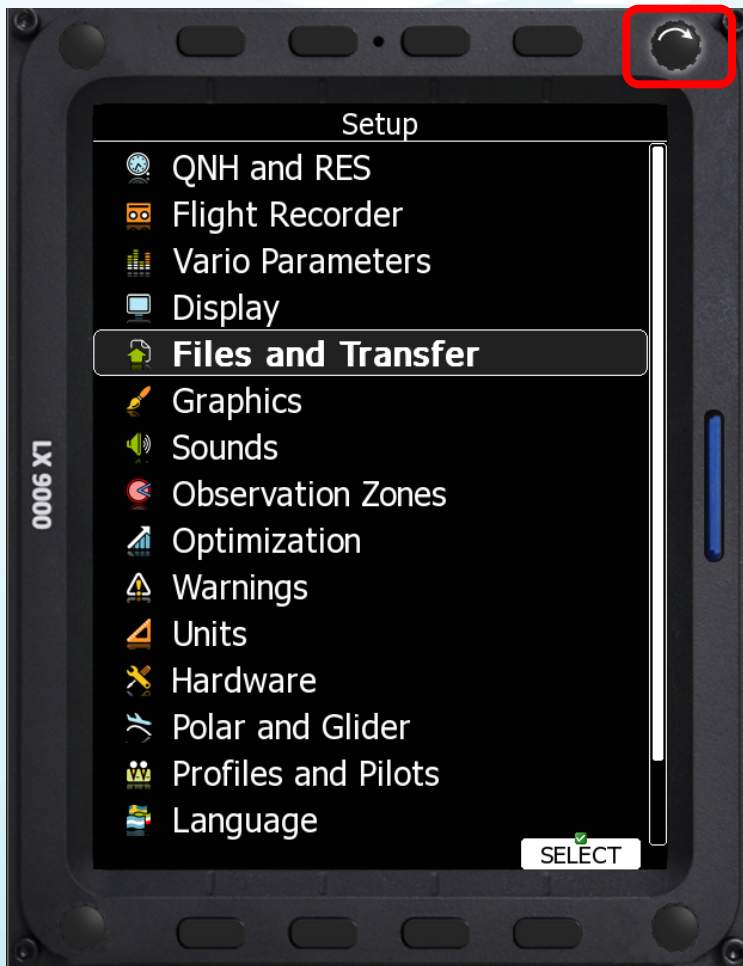 Setup
QNH and RES
Flight Recorder
Vario Parameters
Display
Files and Transfer
Graphics
Sounds
Observation Zones
Optimization
Warnings
Units
Hardware
Polar and Glider
Profiles and Pilots
Language
SELECT
LX 9000